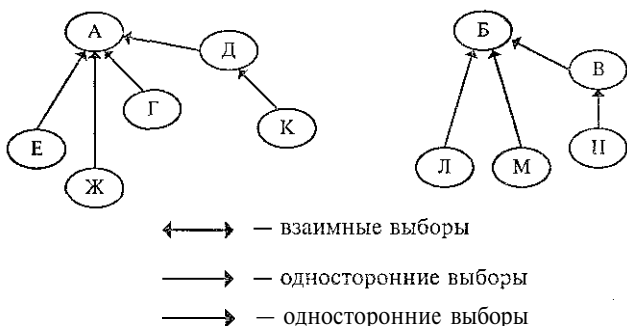 А
Б
Д
В
Г
К
Е
Л
М
Ж
— взаимные выборы
— односторонние выборы
— односторонние выборы